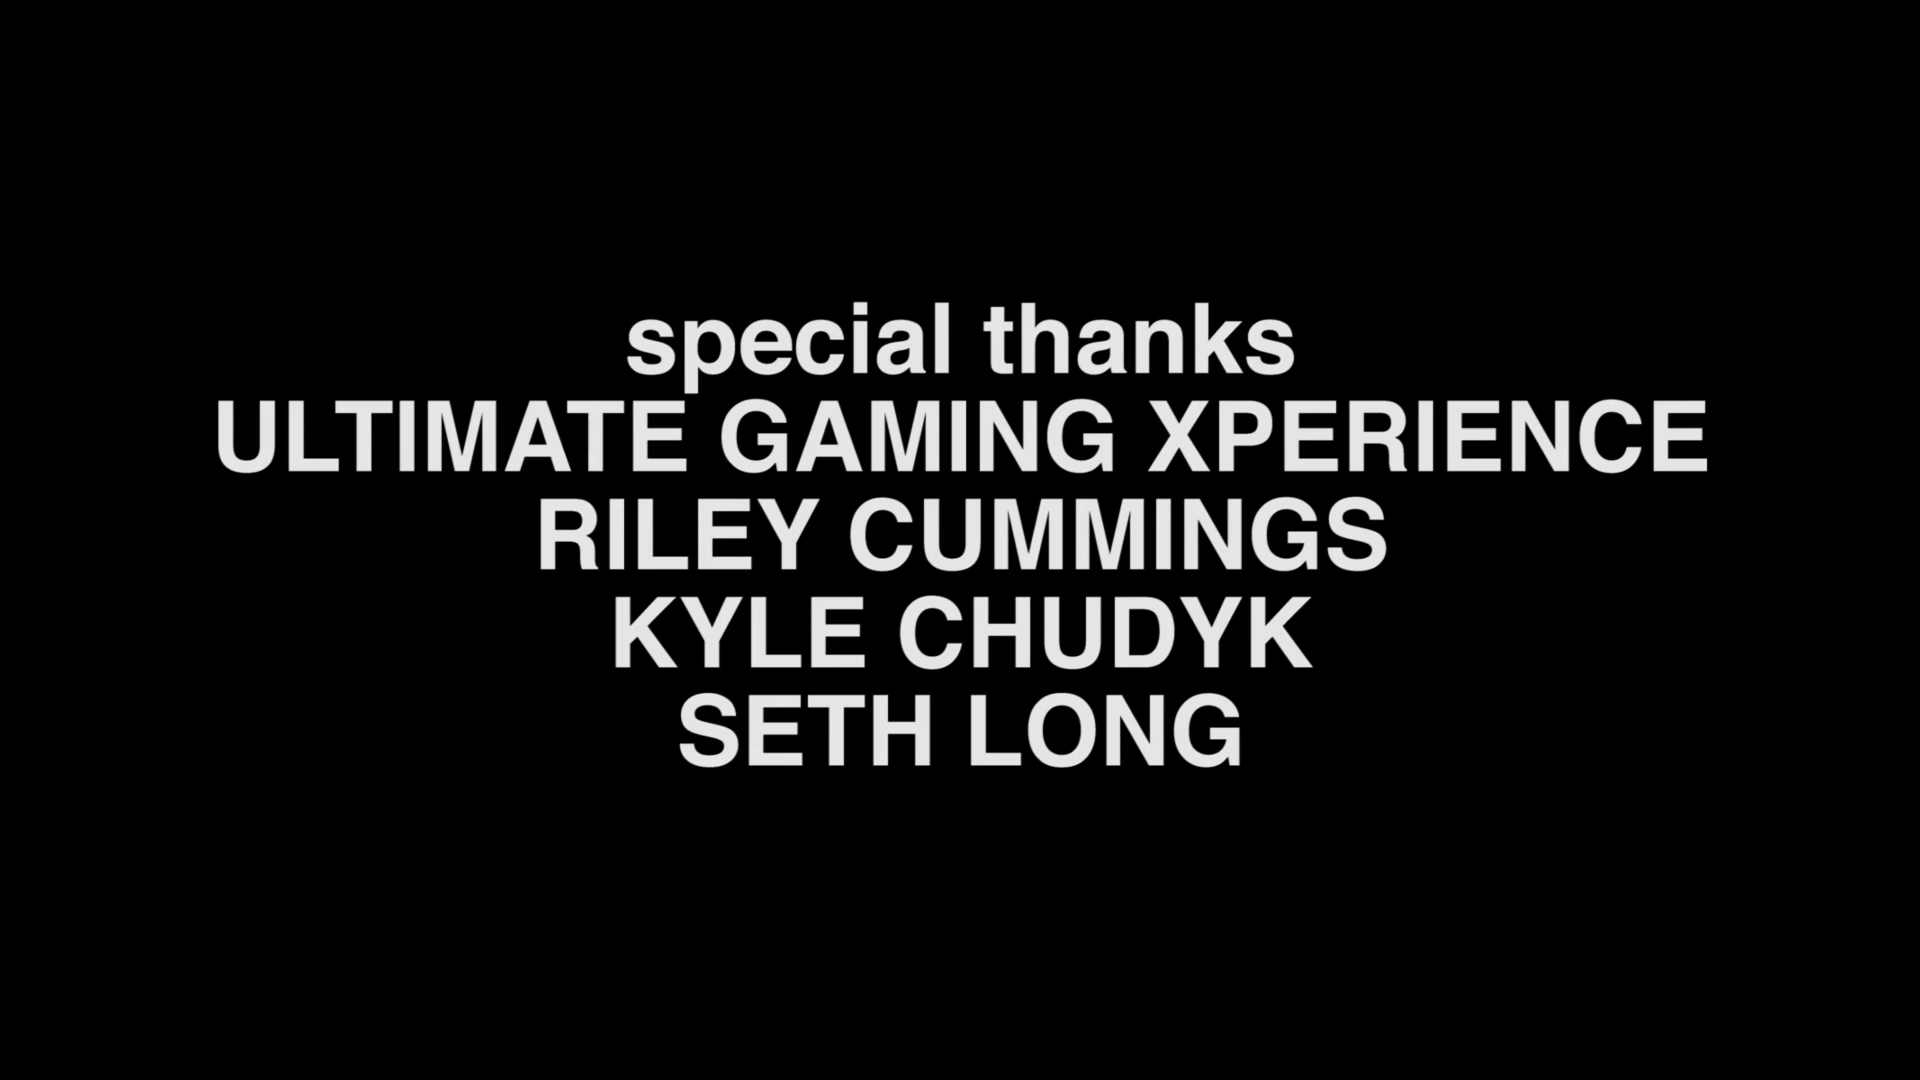 special thanks
ULTIMATE GAMING XPERIENCE
RILEY CUMMINGS
KYLE CHUDYK
SETH LONG